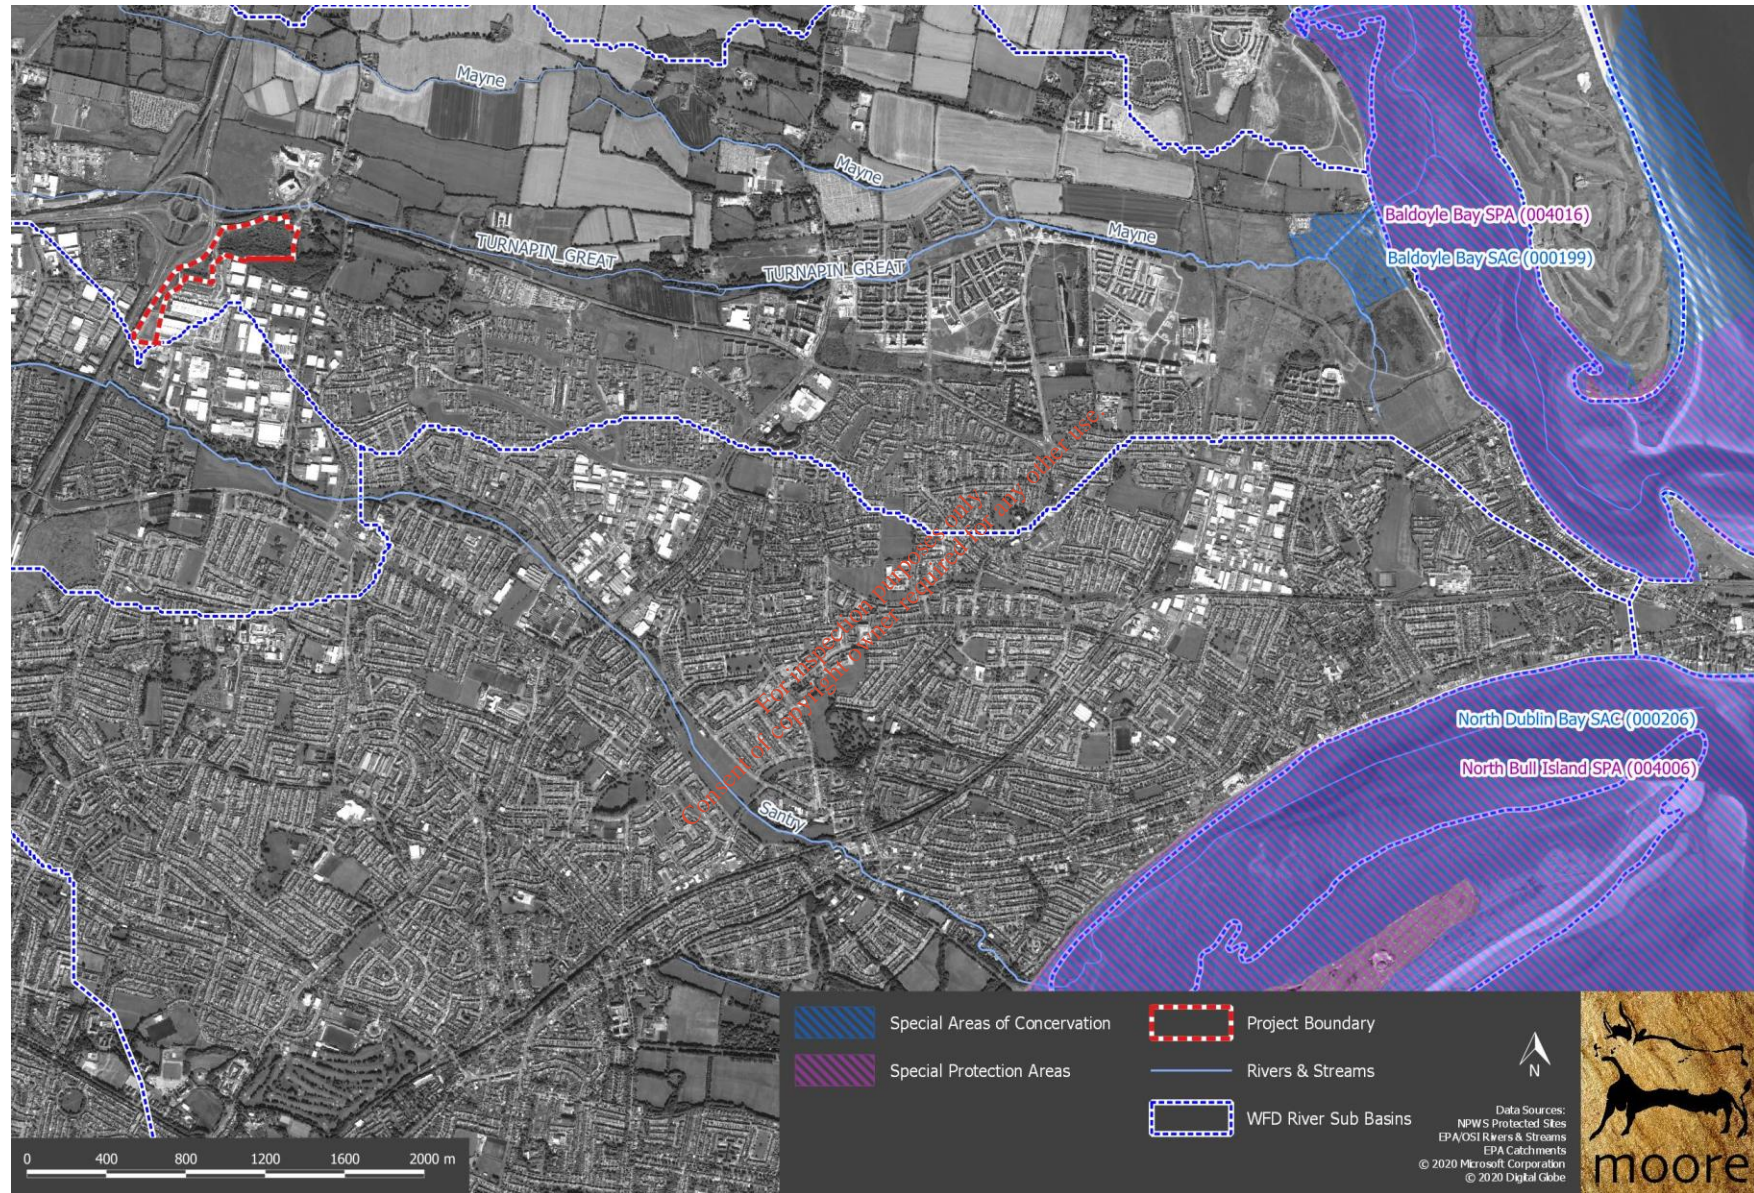 Mayne
Mayne
Mayne
TURNAPIN_GREAT
TURNAPIN_GREAT
Baldoyle Bay SPA (004016)
Baldoyle Bay SAC (000199)
For inspection purposes only.
Consent of copyright owner required for any other use.
North Dublin Bay SAC (000206)
North Bull Island SPA (004006)
Santry
Special Areas of Concervation
Special Protection Areas
Project Boundary
Rivers & Streams
WFD River Sub Basins
N
Data Sources:
NPWS Protected Sites
EPA/OSI Rivers & Streams
EPA Catchments
© 2020 Microsoft Corporation
© 2020 Digital Globe
moore
0 400 800 1200 1600 2000 m